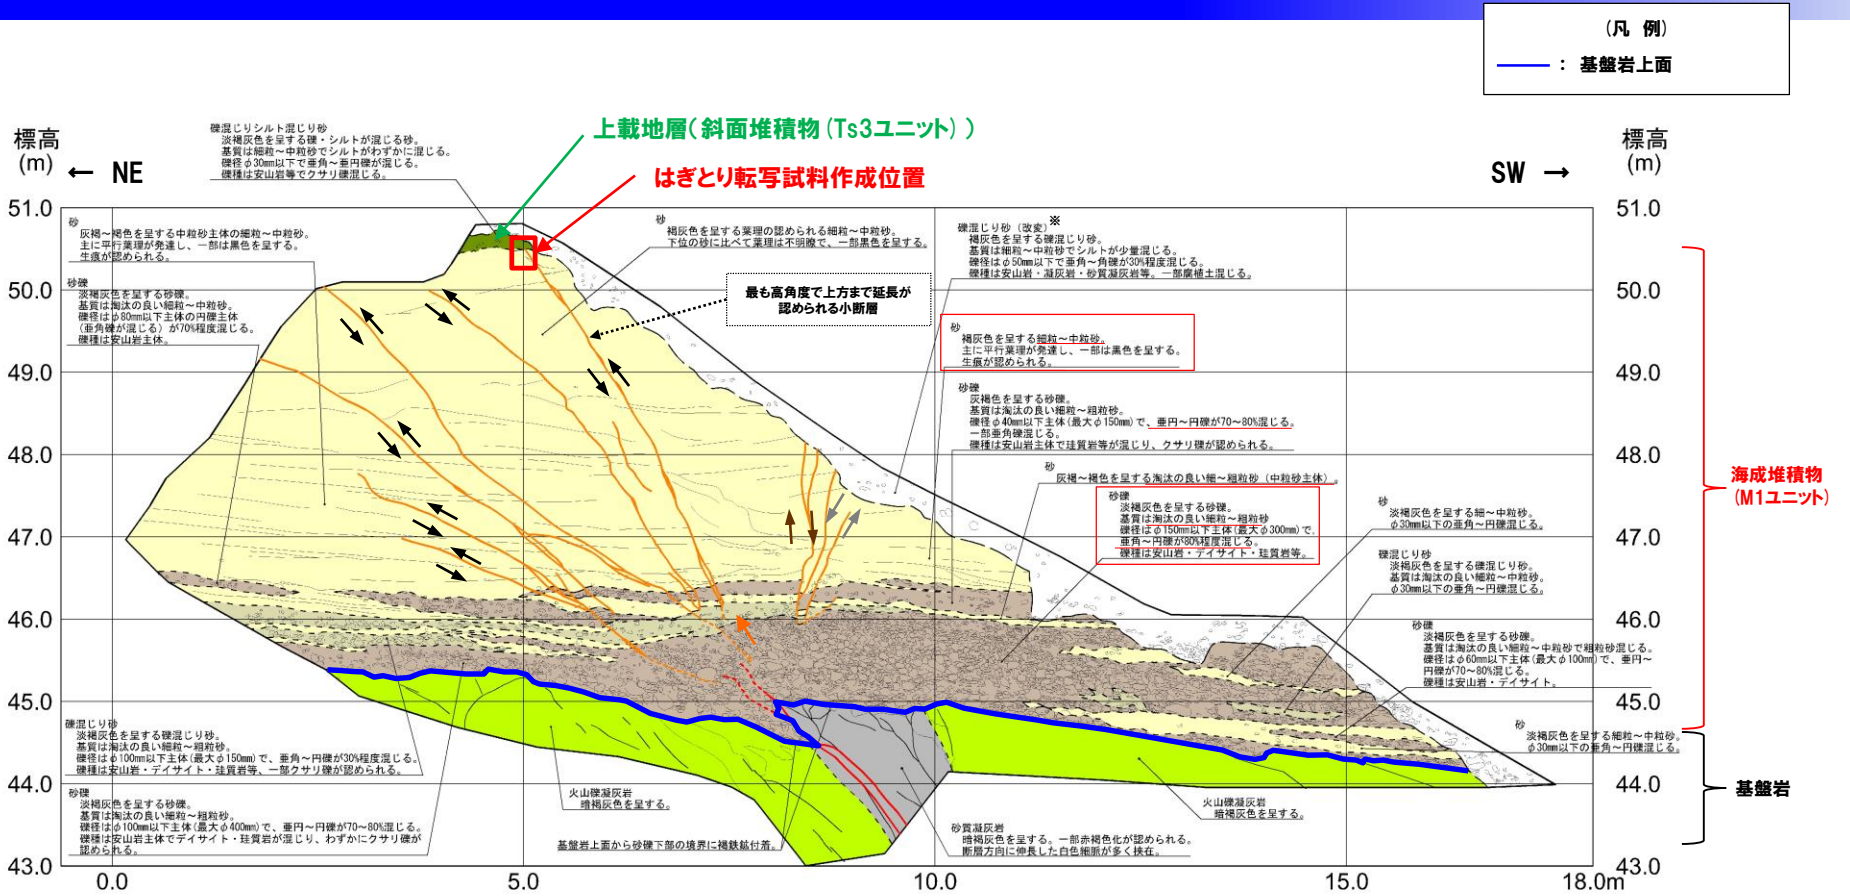 (凡 例)
: 基盤岩上面
標高
(m)
← NE
礫混じりシルト混じり砂
淡褐灰色を呈する礫・シルトが混じる砂。
基質は細粒～中粒砂でシルトがわずかに混じる。
礫径φ30mm以下で亜角～亜円礫が混じる。
礫種は安山岩等でクサリ礫混じる。
上載地層(斜面堆積物(Ts3ユニット))
はぎとり転写試料作成位置
SW →
標高
(m)
51.0
50.0
49.0
48.0
47.0
46.0
45.0
44.0
43.0
砂
灰褐～褐色を呈する中粒砂主体の細粒～中粒砂。
主に平行葉理が発達し、一部は黒色を呈する。
生痕が認められる。
砂礫
淡褐灰色を呈する砂礫。
基質は淘汰の良い細粒～中粒砂。
礫径はφ80mm以下主体の円礫主体
(亜角礫が混じる)が70%程度混じる。
礫種は安山岩主体。
砂
褐灰色を呈する葉理の認められる細粒～中粒砂。
下位の砂に比べて葉理は不明瞭で、一部黒色を呈する。
最も高角度で上方まで延長が
認められる小断層
礫混じり砂(改変)※
褐灰色を呈する礫混じり砂。
基質は細粒～中粒砂でシルトが少量混じる。
礫径はφ50mm以下で亜角～角礫が30%程度混じる。
礫種は安山岩・凝灰岩・砂質凝灰岩等。一部腐植土混じる。
砂
褐灰色を呈する細粒～中粒砂。
主に平行葉理が発達し、一部は黒色を呈する。
生痕が認められる。
砂礫
灰褐色を呈する砂礫。
基質は淘汰の良い細粒～粗粒砂。
礫径φ40mm以下主体(最大φ150mm)で、亜円～円礫が70～80%混じる。
一部亜角礫混じる。
礫種は安山岩主体で珪質岩等が混じり、クサリ礫が認められる。
砂
灰褐～褐色を呈する淘汰の良い細～粗粒砂(中粒砂主体)。
砂礫
淡褐灰色を呈する砂礫。
基質は淘汰の良い細粒～粗粒砂
礫径はφ150mm以下主体(最大φ300mm)で、
亜角～円礫が80%程度混じる。
礫種は安山岩・デイサイト・珪質岩等。
砂
淡褐灰色を呈する細～中粒砂。
φ30mm以下の亜角～円礫混じる。
礫混じり砂
淡褐灰色を呈する礫混じり砂。
基質は淘汰の良い細粒～中粒砂。
φ30mm以下の亜角～円礫混じる。
砂礫
淡褐灰色を呈する砂礫。
基質は淘汰の良い細粒～中粒砂で粗粒砂混じる。
礫径はφ60mm以下主体(最大φ100mm)で、亜円～
円礫が70～80%混じる。
礫種は安山岩・デイサイト。
砂
淡褐灰色を呈する細粒～中粒砂。
φ30mm以下の亜角～円礫混じる。
51.0
50.0
49.0
48.0
47.0
46.0
45.0
44.0
43.0
海成堆積物
(M1ユニット)
基盤岩
礫混じり砂
淡褐灰色を呈する礫混じり砂。
基質は淘汰の良い細粒～粗粒砂。
礫径はφ100mm以下主体(最大φ150mm)で、亜角～円礫が30%程度混じる。
礫種は安山岩・デイサイト・珪質岩等、一部クサリ礫が認められる。
砂礫
淡褐灰色を呈する砂礫。
基質は淘汰の良い細粒～粗粒砂。
礫径はφ100mm以下主体(最大φ400mm)で、亜円～円礫が70～80%混じる。
礫種は安山岩主体でデイサイト・珪質岩が混じり、わずかにクサリ礫が
認められる。
火山礫凝灰岩
暗褐灰色を呈する。
基盤岩上面から砂礫下部の境界に褐鉄鉱付着。
砂質凝灰岩
暗褐灰色を呈する。一部赤褐色化が認められる。
断層方向に伸長した白色細脈が多く挟在。
火山礫凝灰岩
暗褐灰色を呈する。
0.0
5.0
10.0
15.0
18.0m